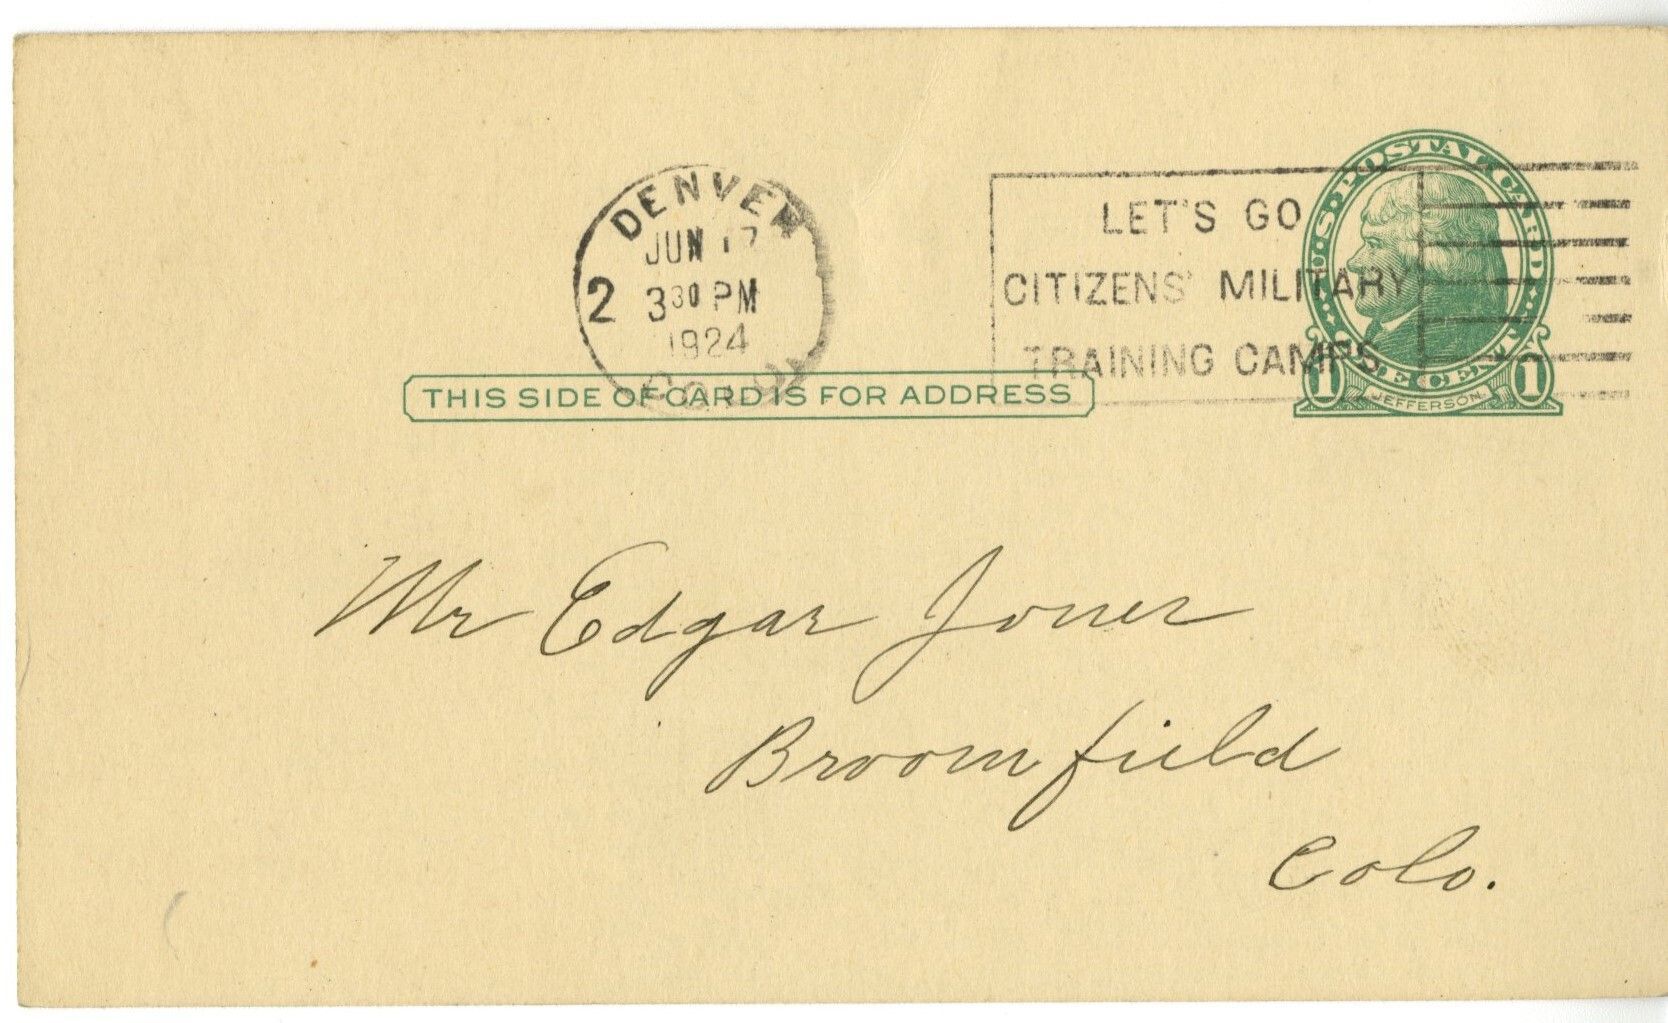 DENVER
JUN 17
2 3 30 PM
1924
COLO.
LET'S GO
CITIZENS' MILITARY
TRAINING CAMPS
U·S·POSTAL CARD·
·ONE CENT·
1 JEFFERSON 1
THIS SIDE OF CARD IS FOR ADDRESS
Mr Edgar Jones
Broomfield
Colo.